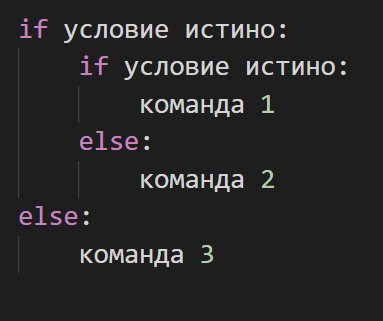 if условие истино:
    if условие истино:
        команда 1
    else:
        команда 2
else:
    команда 3